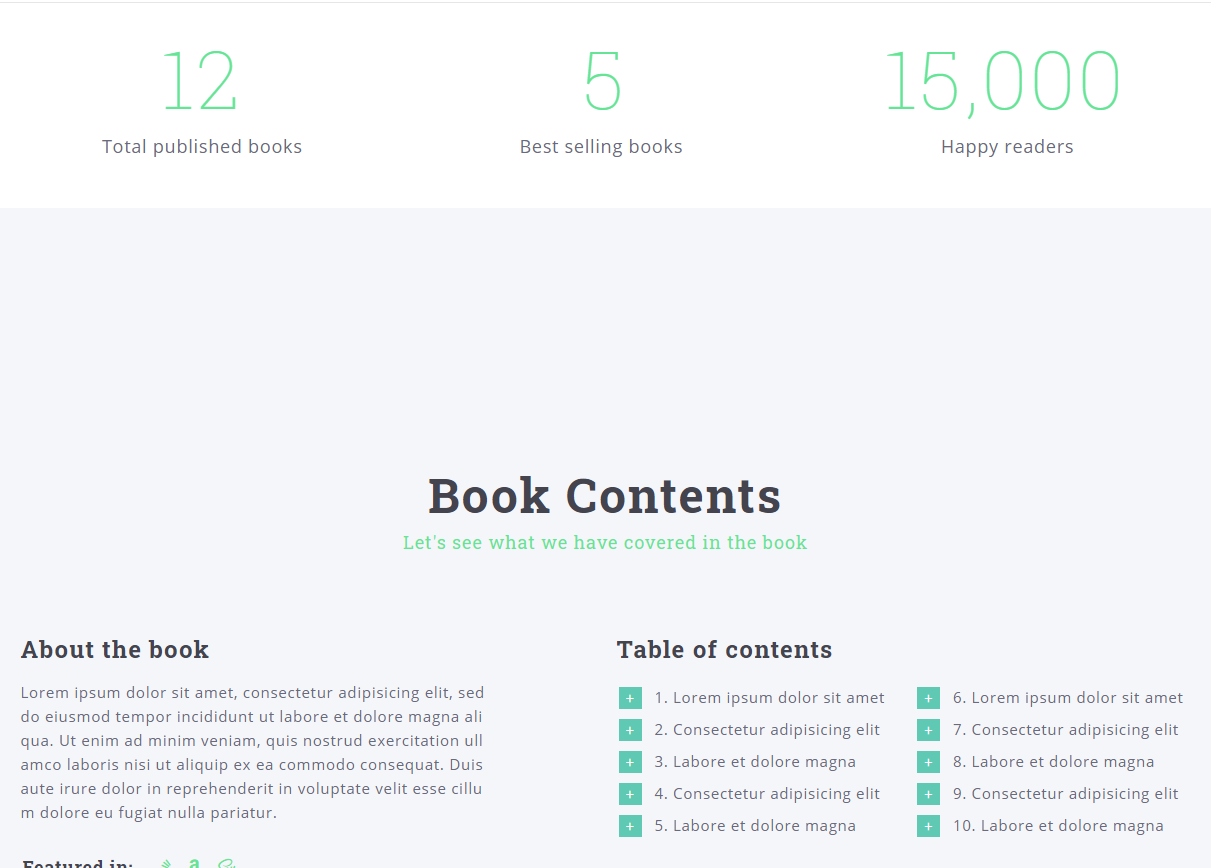 12
Total published books
5
Best selling books
15,000
Happy readers
Book Contents
Let's see what we have covered in the book
About the book
Lorem ipsum dolor sit amet, consectetur adipisicing elit, sed
do eiusmod tempor incididunt ut labore et dolore magna ali
qua. Ut enim ad minim veniam, quis nostrud exercitation ull
amco laboris nisi ut aliquip ex ea commodo consequat. Duis
aute irure dolor in reprehenderit in voluptate velit esse cillu
m dolore eu fugiat nulla pariatur.
Featured in:
Table of contents
+ 1. Lorem ipsum dolor sit amet
+ 2. Consectetur adipisicing elit
+ 3. Labore et dolore magna
+ 4. Consectetur adipisicing elit
+ 5. Labore et dolore magna
+ 6. Lorem ipsum dolor sit amet
+ 7. Consectetur adipisicing elit
+ 8. Labore et dolore magna
+ 9. Consectetur adipisicing elit
+ 10. Labore et dolore magna